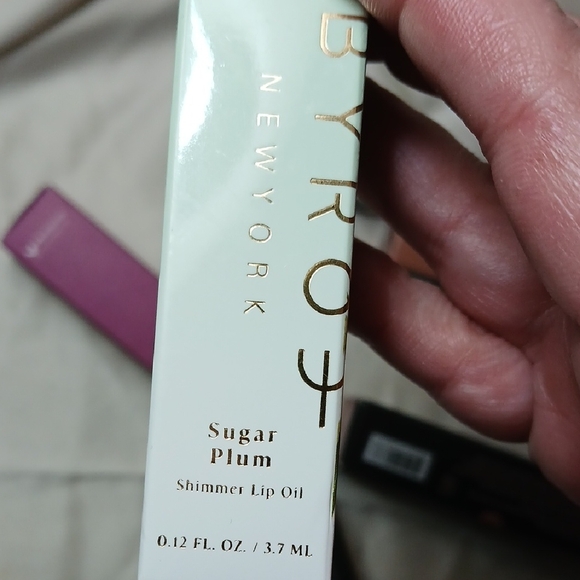 BYROE
NEW YORK
Sugar
Plum
Shimmer Lip Oil
0.12 FL. OZ. / 3.7 ML